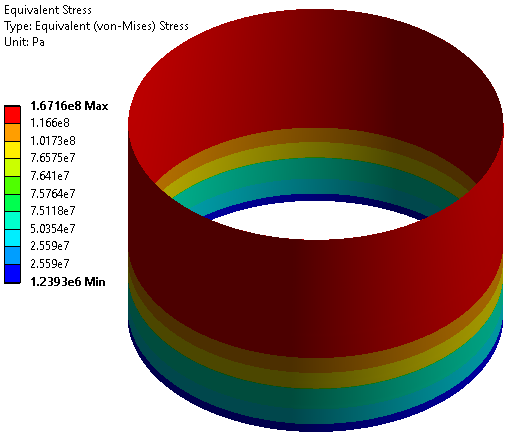 Equivalent Stress
Type: Equivalent (von-Mises) Stress
Unit: Pa
1.6716e8 Max
1.166e8
1.0173e8
7.6575e7
7.641e7
7.5764e7
7.5118e7
5.0354e7
2.559e7
2.559e7
1.2393e6 Min